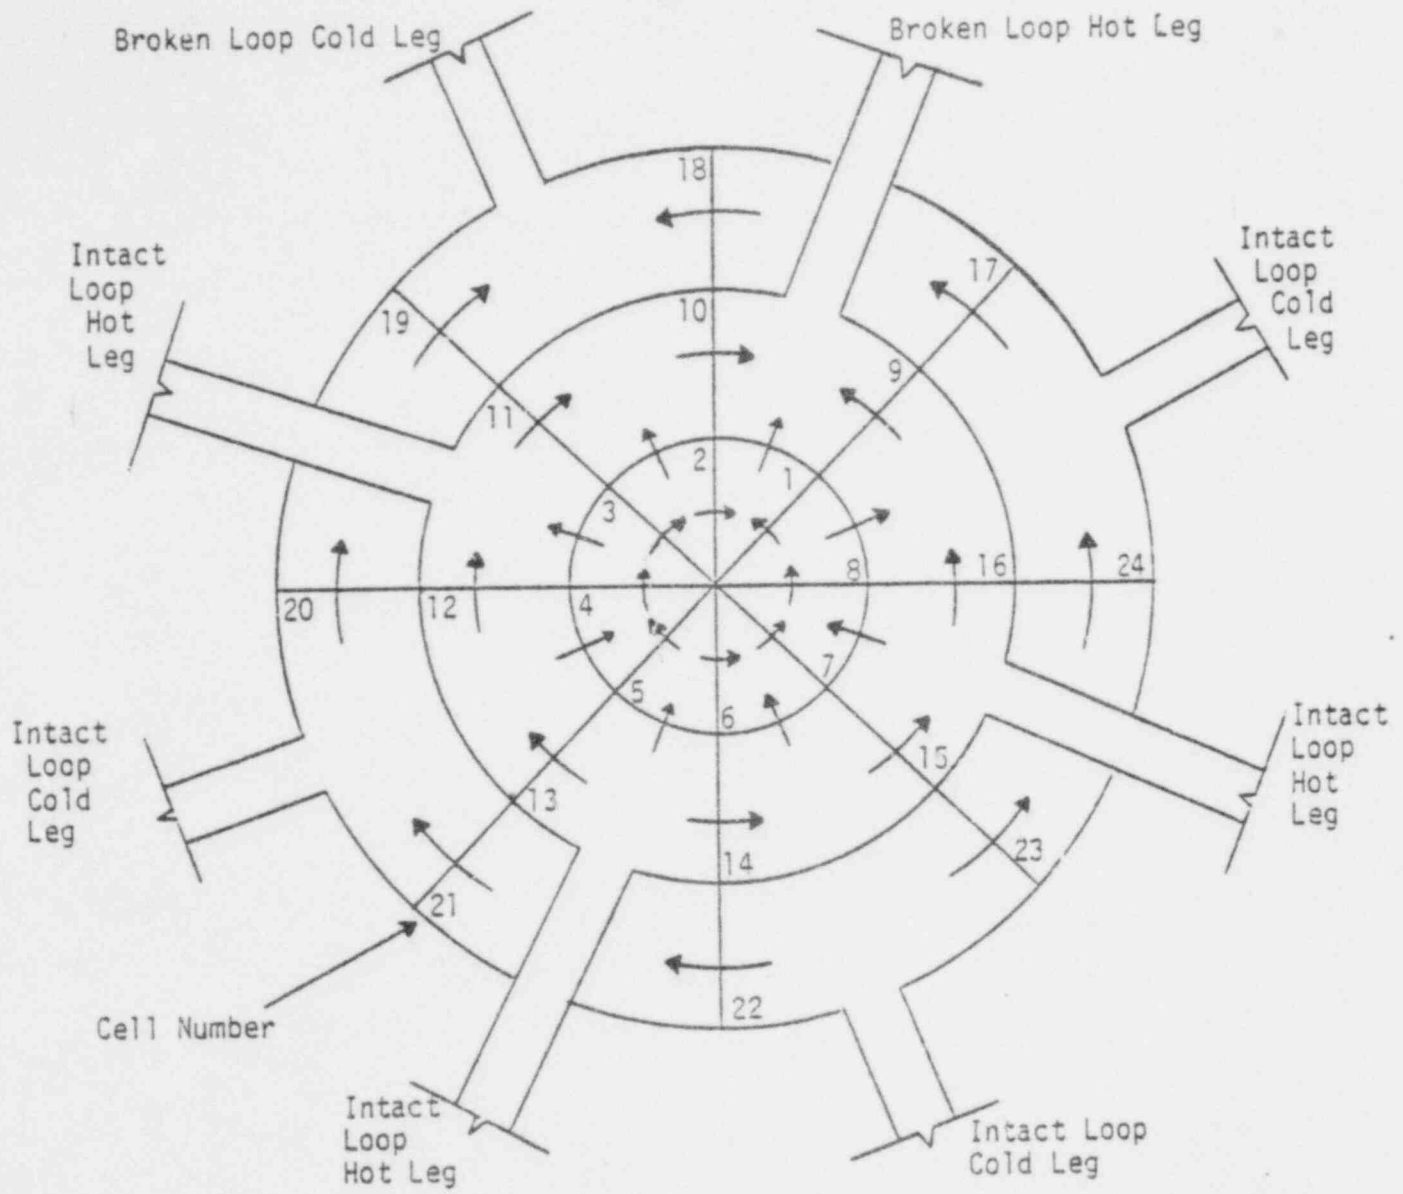 Broken Loop Cold Leg
Broken Loop Hot Leg
18
Intact
Loop
Hot
Leg
Intact
Loop
Cold
Leg
17
19
10
9
11
2
1
3
8
16
24
20
12
4
7
5
6
Intact
Loop
Cold
Leg
Intact
Loop
Hot
Leg
15
13
14
23
21
22
Cell Number
Intact
Loop
Hot Leg
Intact Loop
Cold Leg